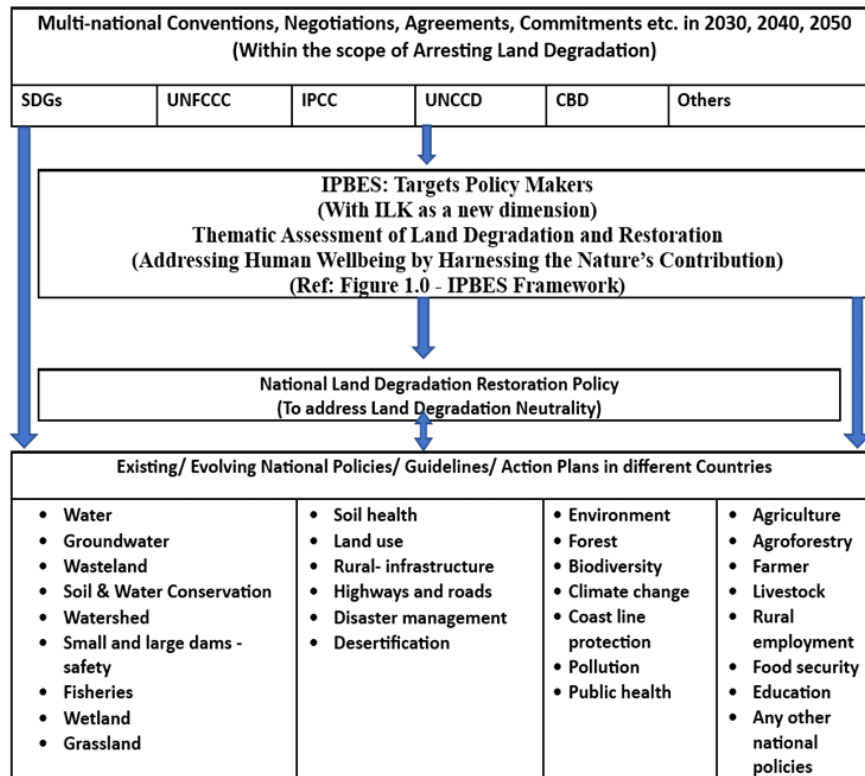 Multi-national Conventions, Negotiations, Agreements, Commitments etc. in 2030, 2040, 2050
(Within the scope of Arresting Land Degradation)
SDGs
UNFCCC
IPCC
UNCCD
CBD
Others
IPBES: Targets Policy Makers
(With ILK as a new dimension)
Thematic Assessment of Land Degradation and Restoration
(Addressing Human Wellbeing by Harnessing the Nature's Contribution)
(Ref: Figure 1.0 - IPBES Framework)
National Land Degradation Restoration Policy
(To address Land Degradation Neutrality)
Existing/ Evolving National Policies/ Guidelines/ Action Plans in different Countries
• Water
• Groundwater
• Wasteland
• Soil & Water Conservation
• Watershed
• Small and large dams -
safety
• Fisheries
• Wetland
• Grassland
• Soil health
• Land use
• Rural- infrastructure
• Highways and roads
• Disaster management
• Desertification
• Environment
• Forest
• Biodiversity
• Climate change
• Coast line
protection
• Pollution
• Public health
• Agriculture
• Agroforestry
• Farmer
• Livestock
• Rural
employment
• Food security
• Education
• Any other
national
policies